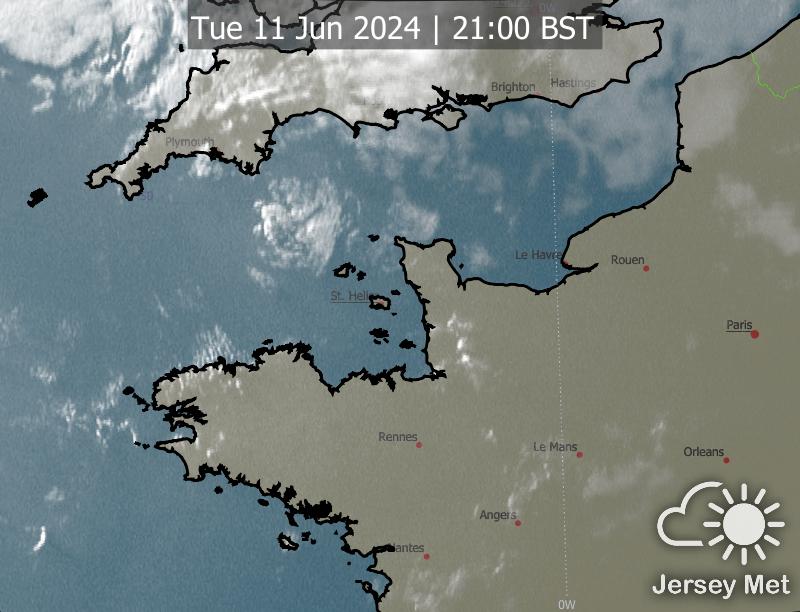 Tue 11 Jun 2024 | 21:00 BST
0W
Brighton
Hastings
Plymouth
50
Le Havre
Rouen
St. Helier
Paris
Rennes
Le Mans
Orleans
Angers
Nantes
Jersey Met
0W